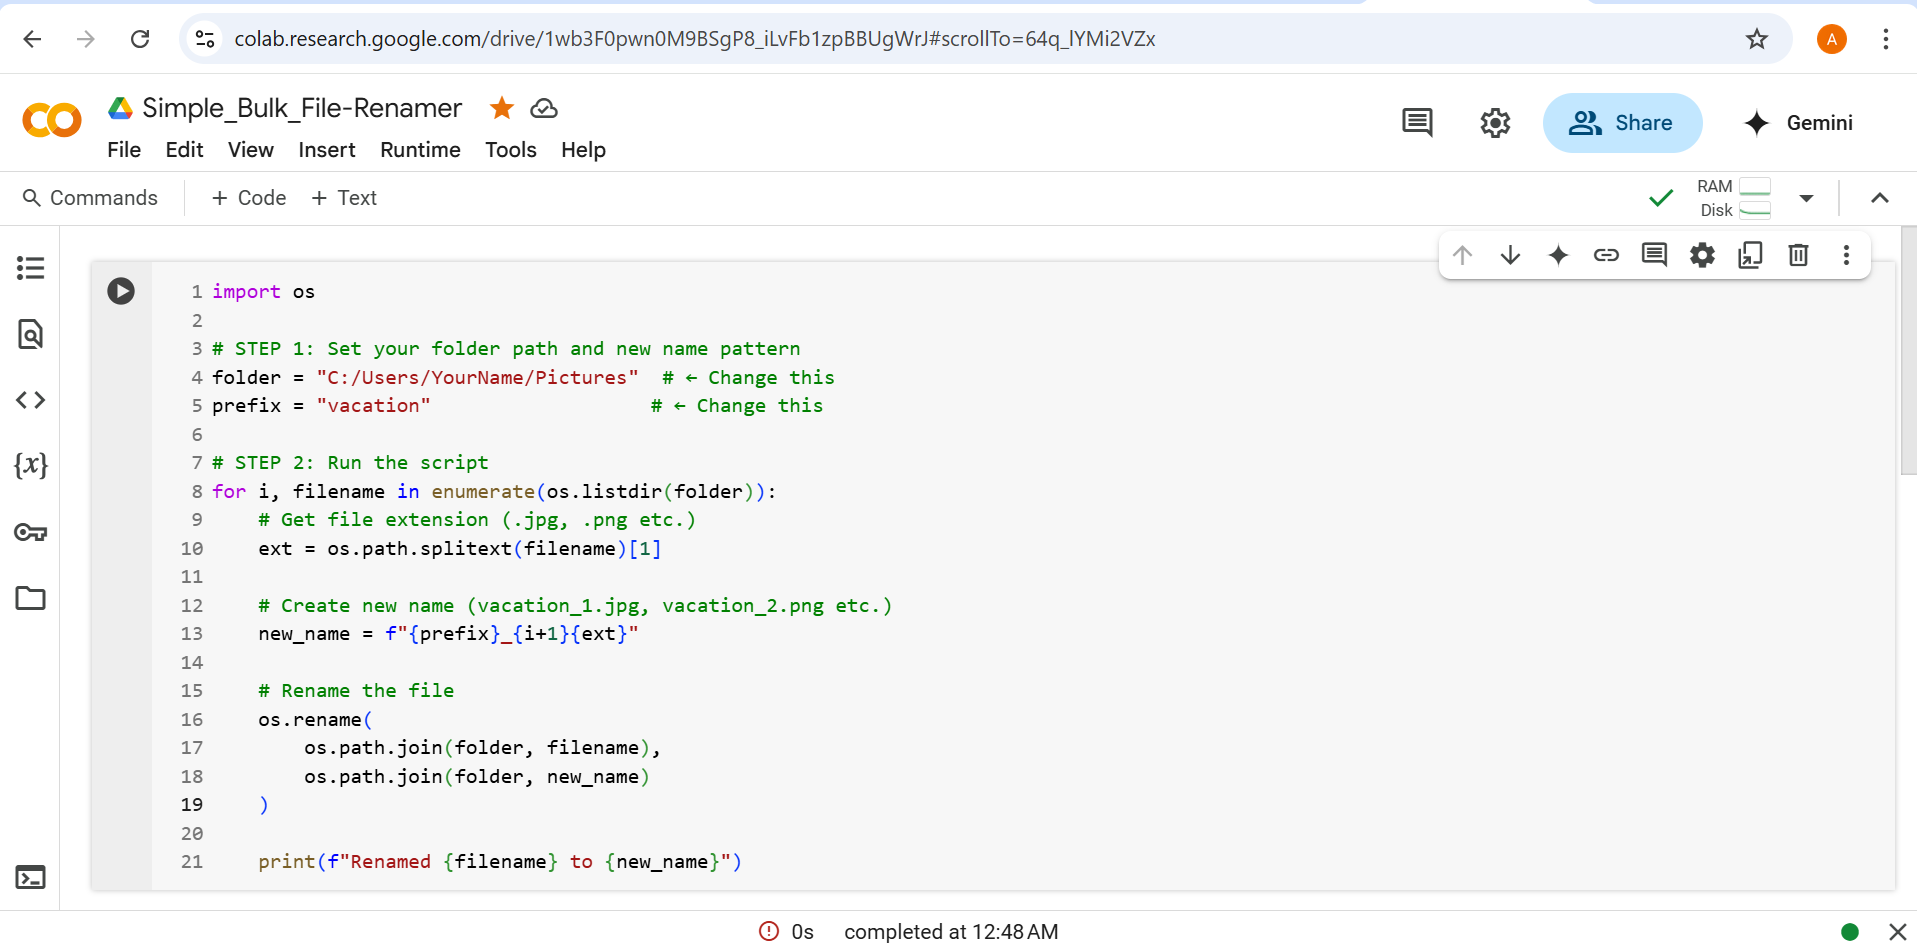 colab.research.google.com/drive/1wb3F0pwn0M9BSgP8_iLvFb1zpBBUgWrJ#scrollTo=64q_lYMi2VZx
A
Simple_Bulk_File-Renamer
File Edit View Insert Runtime Tools Help
Share
Gemini
Commands + Code + Text
RAM
Disk
1 import os
2
3 # STEP 1: Set your folder path and new name pattern
4 folder = "C:/Users/YourName/Pictures"  # ← Change this
5 prefix = "vacation"                   # ← Change this
6
7 # STEP 2: Run the script
8 for i, filename in enumerate(os.listdir(folder)):
9     # Get file extension (.jpg, .png etc.)
10     ext = os.path.splitext(filename)[1]
11
12     # Create new name (vacation_1.jpg, vacation_2.png etc.)
13     new_name = f"{prefix}_{i+1}{ext}"
14
15     # Rename the file
16     os.rename(
17         os.path.join(folder, filename),
18         os.path.join(folder, new_name)
19     )
20
21     print(f"Renamed {filename} to {new_name}")
0s completed at 12:48 AM